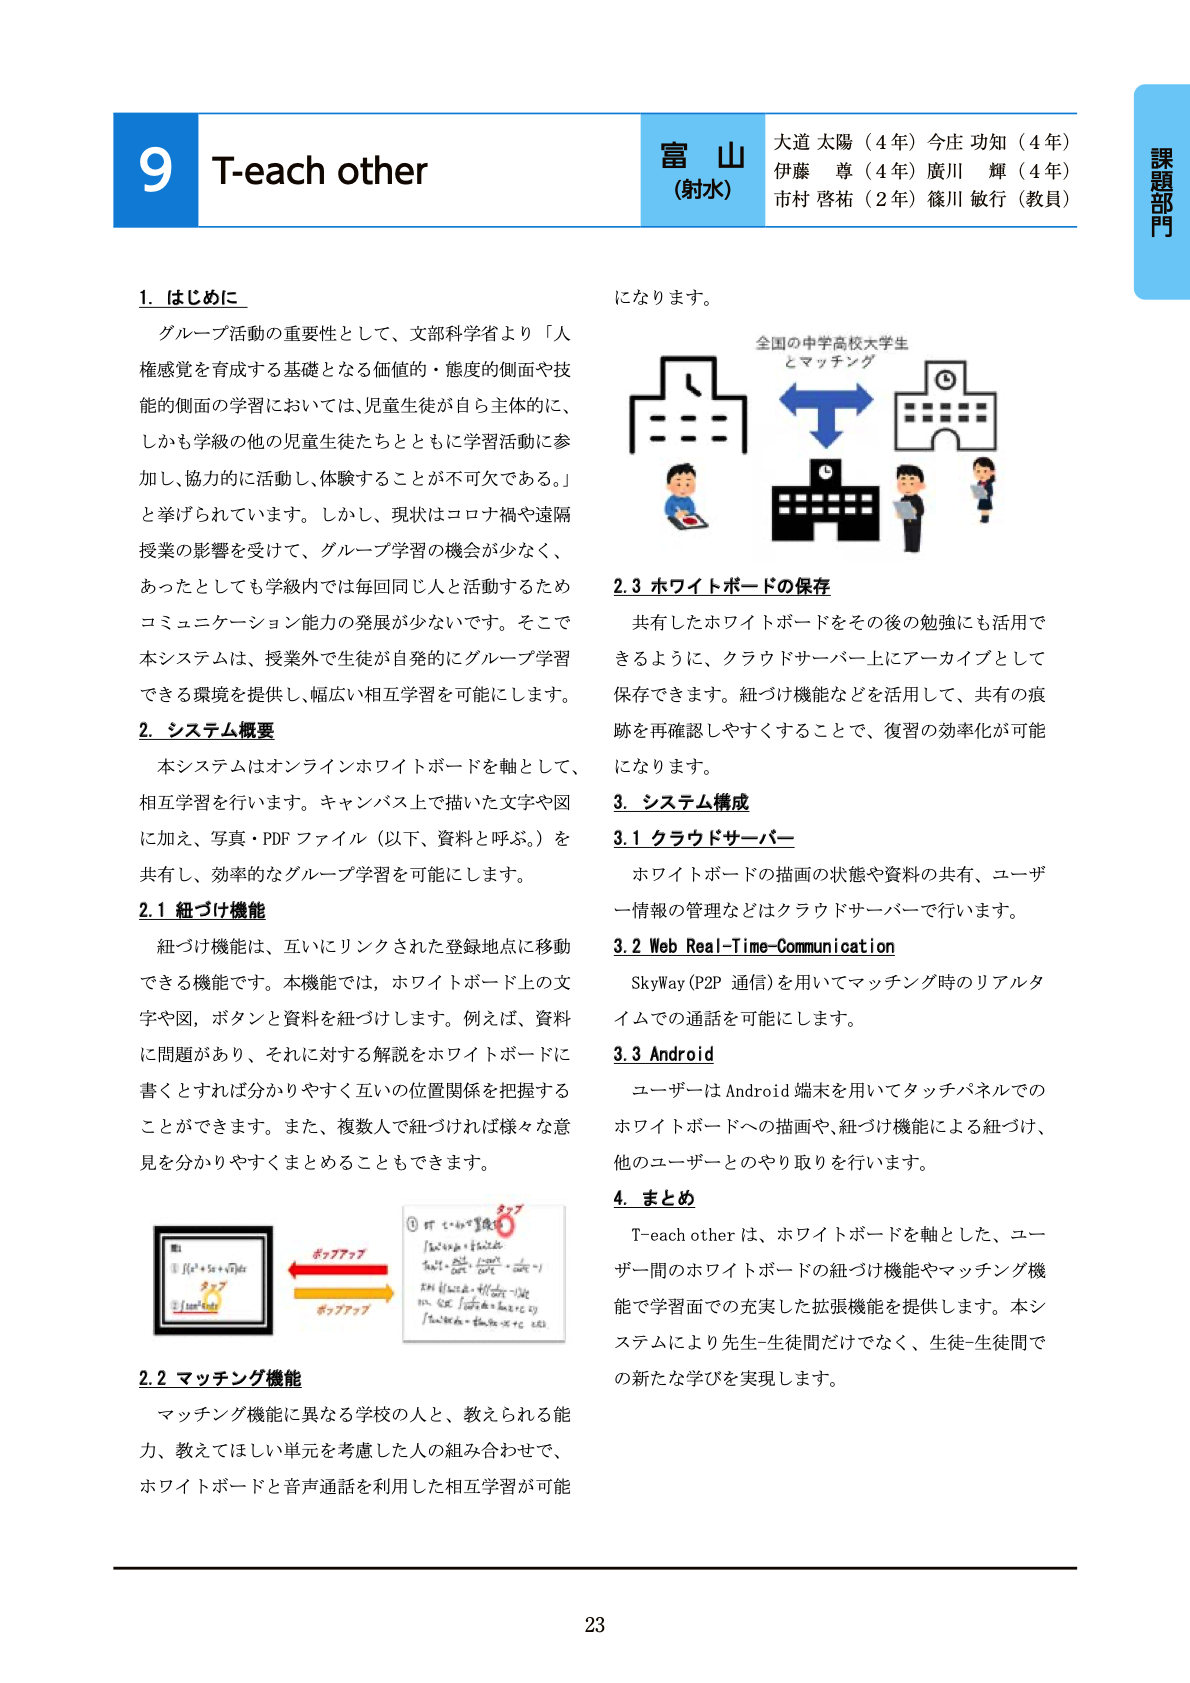 課題部門
9
T-each other
富 山
(射水)
大道 太陽（４年）今庄 功知（４年）
伊藤　尊（４年）廣川　輝（４年）
市村 啓祐（２年）篠川 敏行（教員）
1. はじめに
グループ活動の重要性として、文部科学省より「人
権感覚を育成する基礎となる価値的・態度的側面や技
能的側面の学習においては、児童生徒が自ら主体的に、
しかも学級の他の児童生徒たちとともに学習活動に参
加し、協力的に活動し、体験することが不可欠である。」
と挙げられています。しかし、現状はコロナ禍や遠隔
授業の影響を受けて、グループ学習の機会が少なく、
あったとしても学級内では毎回同じ人と活動するため
コミュニケーション能力の発展が少ないです。そこで
本システムは、授業外で生徒が自発的にグループ学習
できる環境を提供し、幅広い相互学習を可能にします。
2. システム概要
本システムはオンラインホワイトボードを軸として、
相互学習を行います。キャンバス上で描いた文字や図
に加え、写真・PDF ファイル（以下、資料と呼ぶ。）を
共有し、効率的なグループ学習を可能にします。
2.1 紐づけ機能
紐づけ機能は、互いにリンクされた登録地点に移動
できる機能です。本機能では，ホワイトボード上の文
字や図，ボタンと資料を紐づけします。例えば、資料
に問題があり、それに対する解説をホワイトボードに
書くとすれば分かりやすく互いの位置関係を把握する
ことができます。また、複数人で紐づければ様々な意
見を分かりやすくまとめることもできます。
タップ
ポップアップ
タップ
ポップアップ
2.2 マッチング機能
マッチング機能に異なる学校の人と、教えられる能
力、教えてほしい単元を考慮した人の組み合わせで、
ホワイトボードと音声通話を利用した相互学習が可能
になります。
全国の中学高校大学生
とマッチング
2.3 ホワイトボードの保存
共有したホワイトボードをその後の勉強にも活用で
きるように、クラウドサーバー上にアーカイブとして
保存できます。紐づけ機能などを活用して、共有の痕
跡を再確認しやすくすることで、復習の効率化が可能
になります。
3. システム構成
3.1 クラウドサーバー
ホワイトボードの描画の状態や資料の共有、ユーザ
ー情報の管理などはクラウドサーバーで行います。
3.2 Web Real-Time-Communication
SkyWay(P2P 通信)を用いてマッチング時のリアルタ
イムでの通話を可能にします。
3.3 Android
ユーザーは Android 端末を用いてタッチパネルでの
ホワイトボードへの描画や、紐づけ機能による紐づけ、
他のユーザーとのやり取りを行います。
4. まとめ
T-each other は、ホワイトボードを軸とした、ユー
ザー間のホワイトボードの紐づけ機能やマッチング機
能で学習面での充実した拡張機能を提供します。本シ
ステムにより先生-生徒間だけでなく、生徒-生徒間で
の新たな学びを実現します。
23